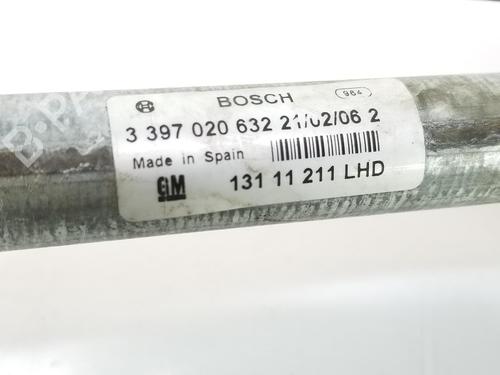 BOSCH 984
3 397 020 632 21/02/06 2
Made in Spain
GM 131 11 211 LHD